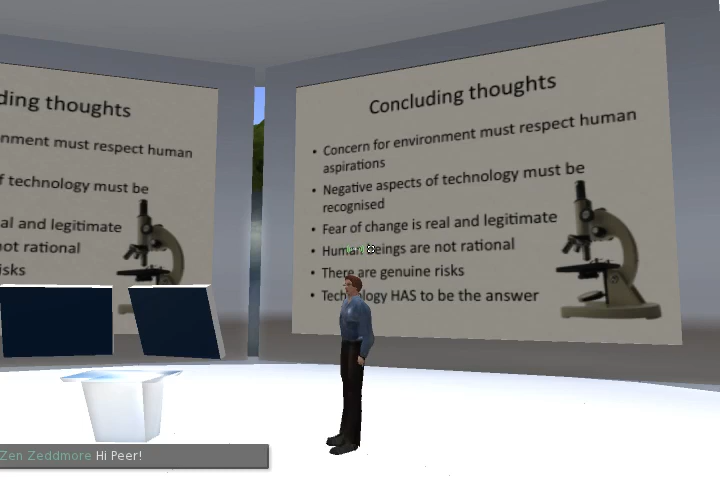 ding thoughts
nment must respect human
f technology must be
al and legitimate
not rational
isks
Concluding thoughts
• Concern for environment must respect human
aspirations
• Negative aspects of technology must be
recognised
• Fear of change is real and legitimate
• Human beings are not rational
• There are genuine risks
• Technology HAS to be the answer
Zen Zeddmore Hi Peer!